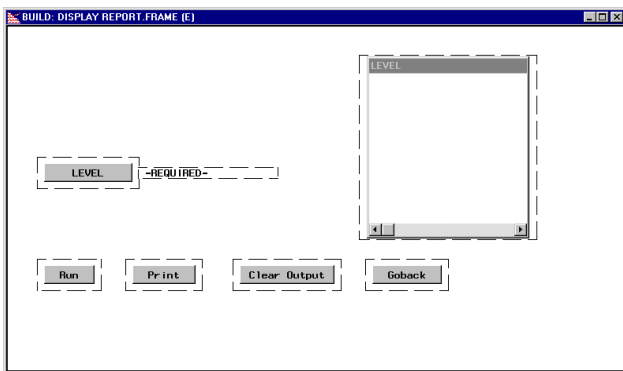 BUILD: DISPLAY REPORT.FRAME (E)
LEVEL
LEVEL -REQUIRED-
Run Print Clear Output Goback